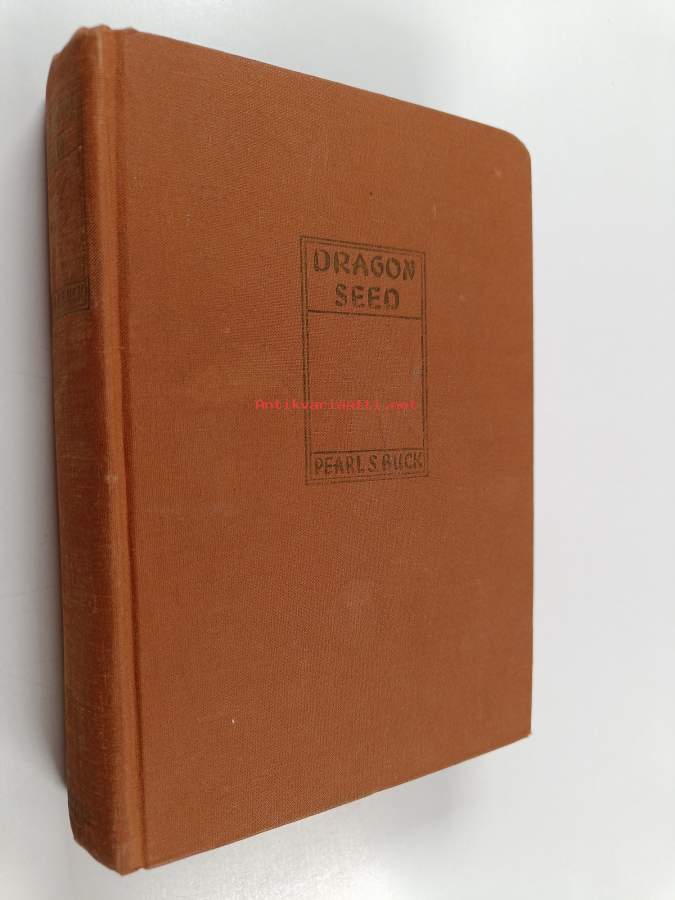 DRAGON
SEED
Antikvariaatti.net
PEARL S. BUCK